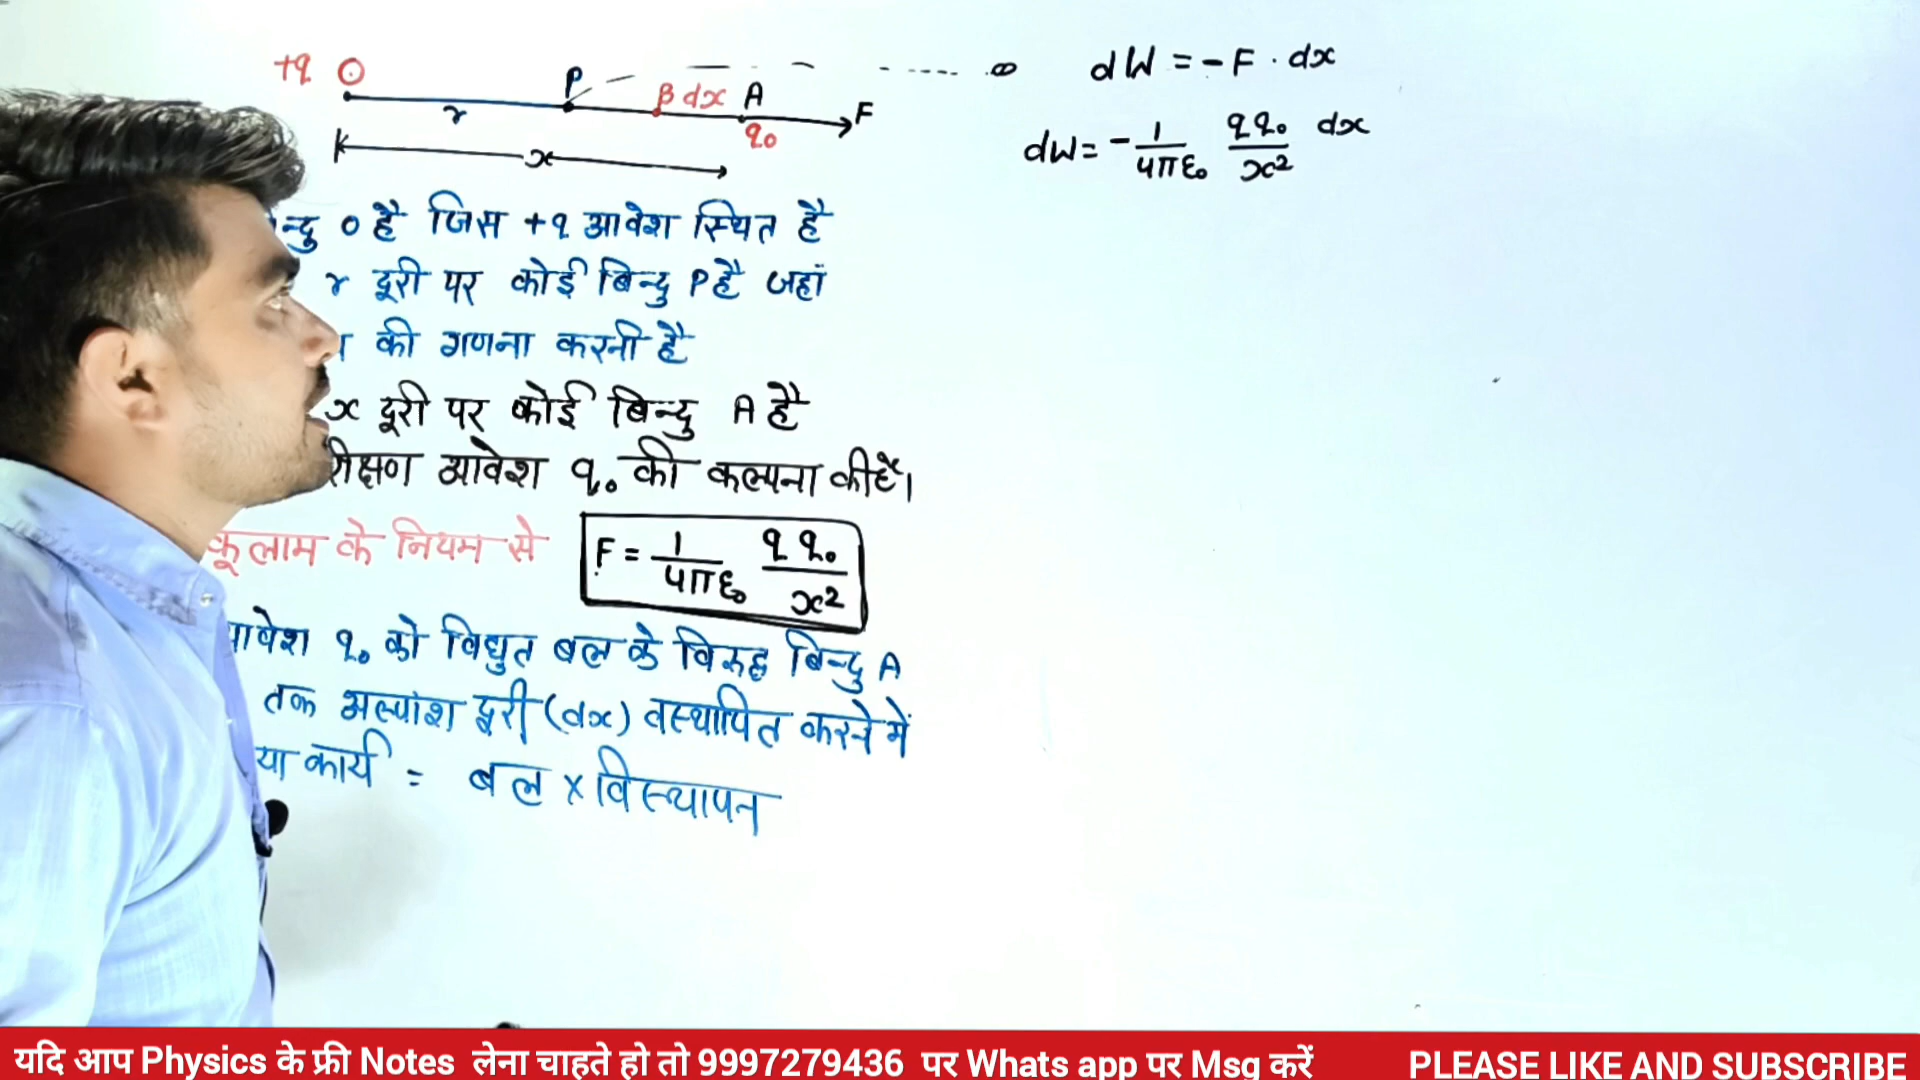 +q O P β dx A F
r q₀
x
∞
न्दु O है जिस +q आवेश स्थित है
r दूरी पर कोई बिन्दु P है जहां
की गणना करनी है
x दूरी पर कोई बिन्दु A है
रीक्षण आवेश q₀ की कल्पना की है।
कूलाम के नियम से F = 1/4πε₀ qq₀/x²
वेश q₀ को विद्युत बल के विरुद्ध बिन्दु A
तक अल्पांश दूरी (dx) वस्थापित करने में
या कार्य = बल x विस्थापन
dW = -F · dx
dW = -1/4πε₀ qq₀/x² dx
यदि आप Physics के फ्री Notes लेना चाहते हो तो 9997279436 पर Whats app पर Msg करें PLEASE LIKE AND SUBSCRIBE